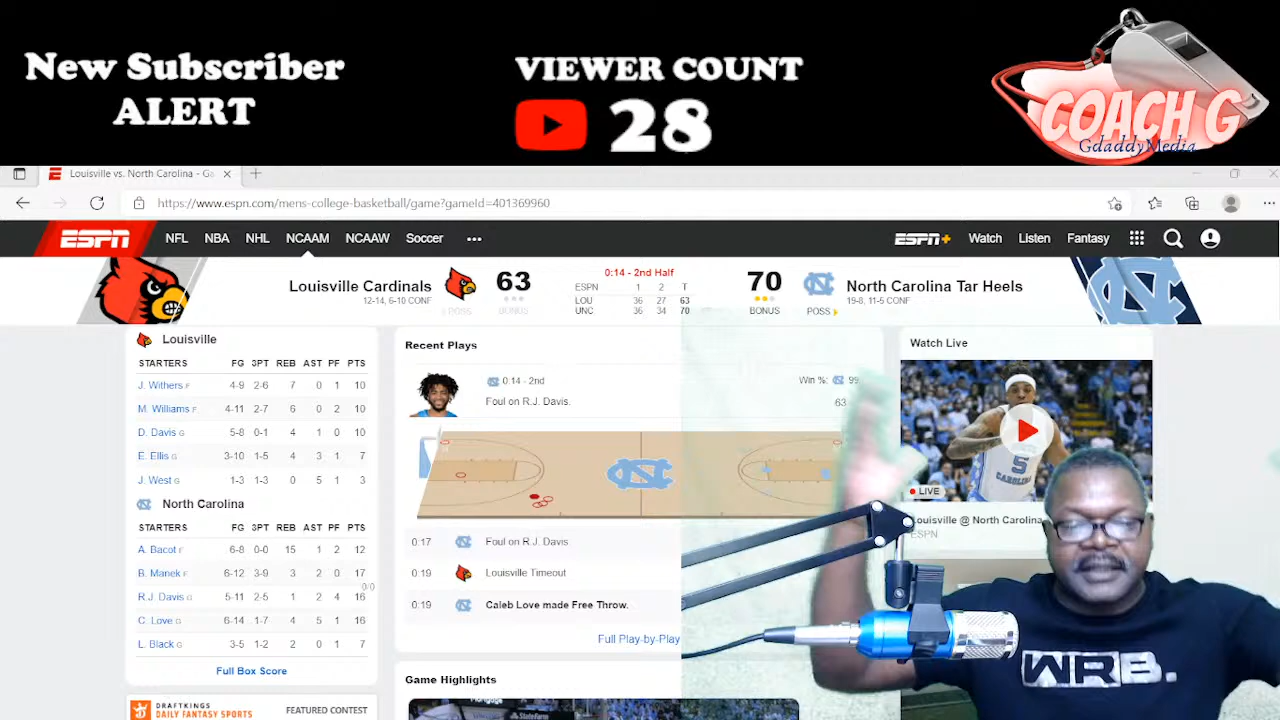 New Subscriber
ALERT
VIEWER COUNT
28
COACH G
GdaddyMedia
Louisville vs. North Carolina - Ga
https://www.espn.com/mens-college-basketball/game?gameId=401369960
ESPN NFL NBA NHL NCAAM NCAAW Soccer ... ESPN+ Watch Listen Fantasy
Louisville Cardinals 63 0:14 - 2nd Half 70 North Carolina Tar Heels
12-14, 6-10 CONF 19-8, 11-5 CONF
ESPN 1 2 T
LOU 36 27 63
UNC 36 34 70
POSS BONUS BONUS POSS
Louisville
STARTERS FG 3PT REB AST PF PTS
J. Withers F 4-9 2-6 7 0 1 10
M. Williams F 4-11 2-7 6 0 2 10
D. Davis G 5-8 0-1 4 1 0 10
E. Ellis G 3-10 1-5 4 3 1 7
J. West G 1-3 1-3 0 5 1 3
North Carolina
STARTERS FG 3PT REB AST PF PTS
A. Bacot F 6-8 0-0 15 1 2 12
B. Manek F 6-12 3-9 3 2 0 17
0/0
R.J. Davis G 5-11 2-5 1 2 4 16
C. Love G 6-14 1-7 4 5 1 16
L. Black G 3-5 1-2 2 0 1 7
Full Box Score
DRAFTKINGS
DAILY FANTASY SPORTS
FEATURED CONTEST
Recent Plays
0:14 - 2nd
Foul on R.J. Davis.
Win %: 99
63
0:17 Foul on R.J. Davis
0:19 Louisville Timeout
0:19 Caleb Love made Free Throw.
Full Play-by-Play
Game Highlights
StateFarm
Watch Live
CAROLINA
5
LIVE
Louisville @ North Carolina
ESPN
WRB.